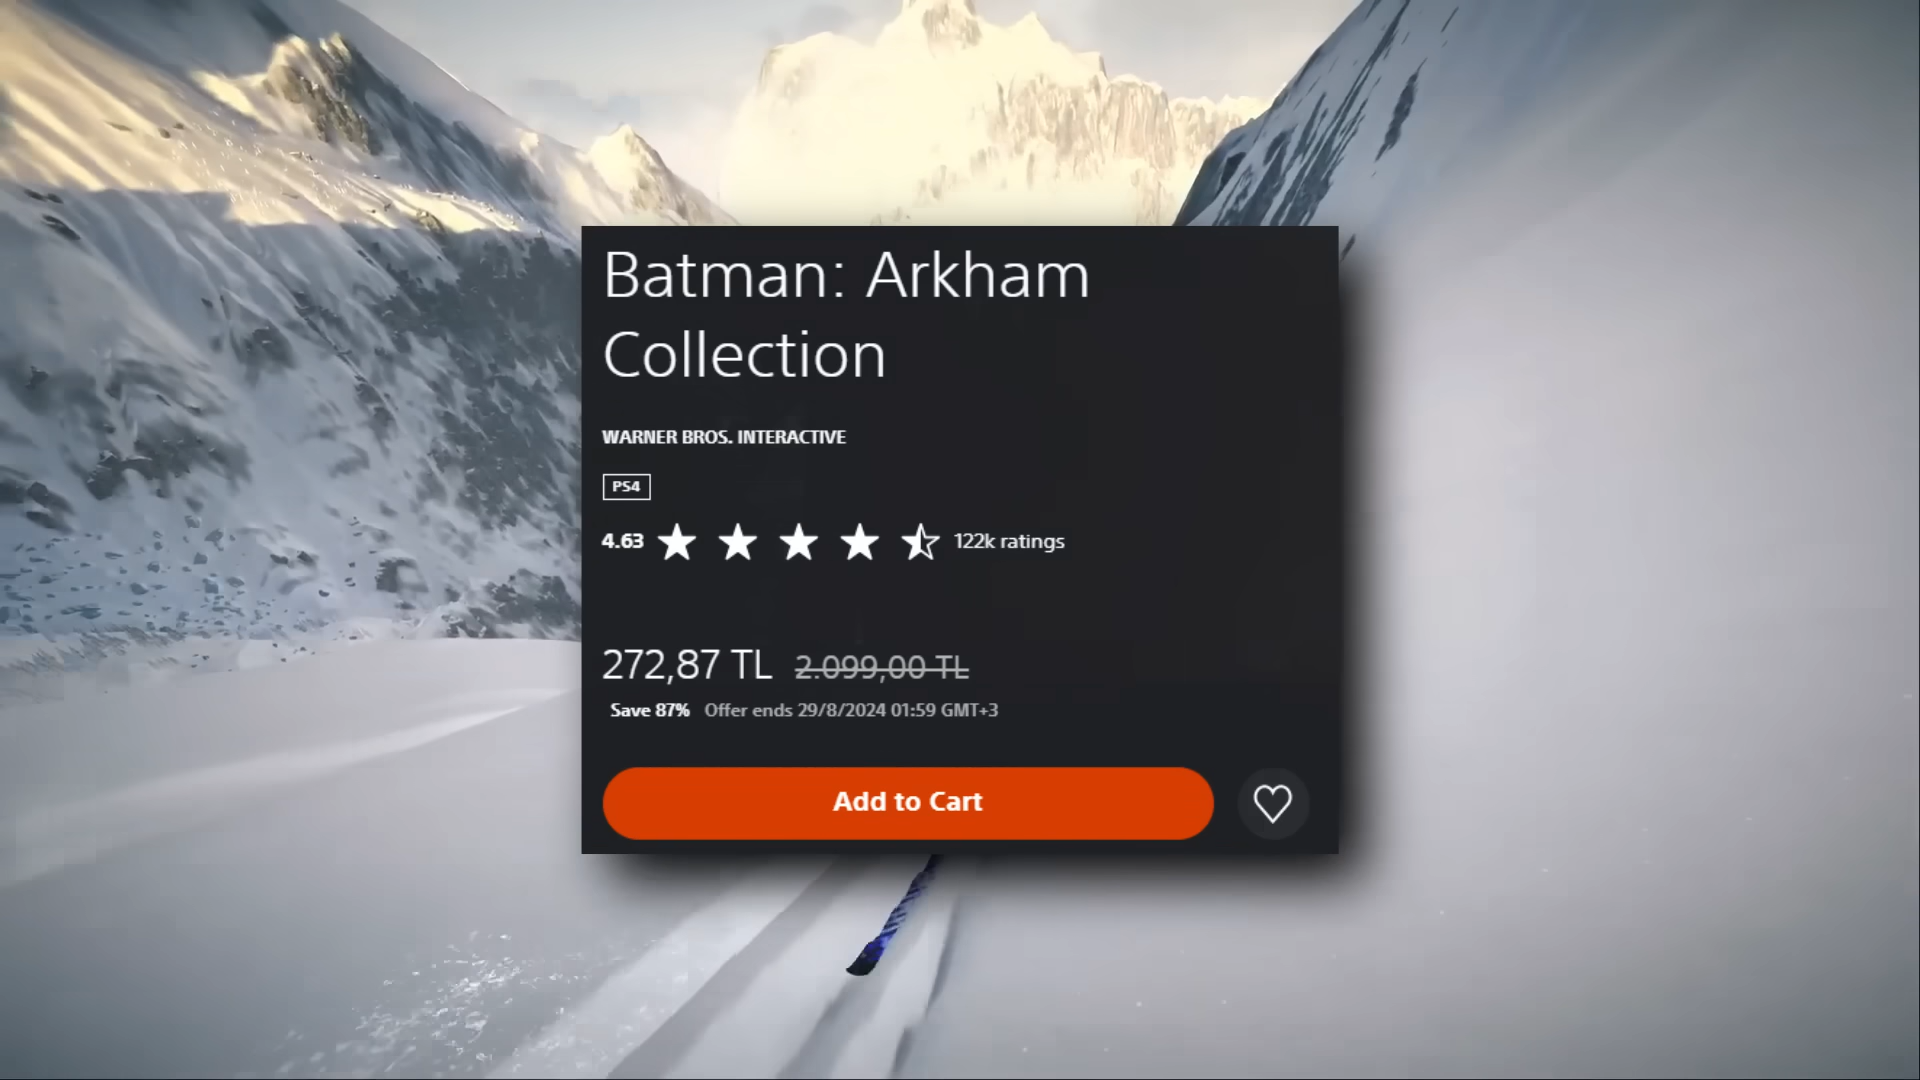 Batman: Arkham
Collection
WARNER BROS. INTERACTIVE
PS4
4.63 122k ratings
272,87 TL 2.099,00 TL
Save 87% Offer ends 29/8/2024 01:59 GMT+3
Add to Cart